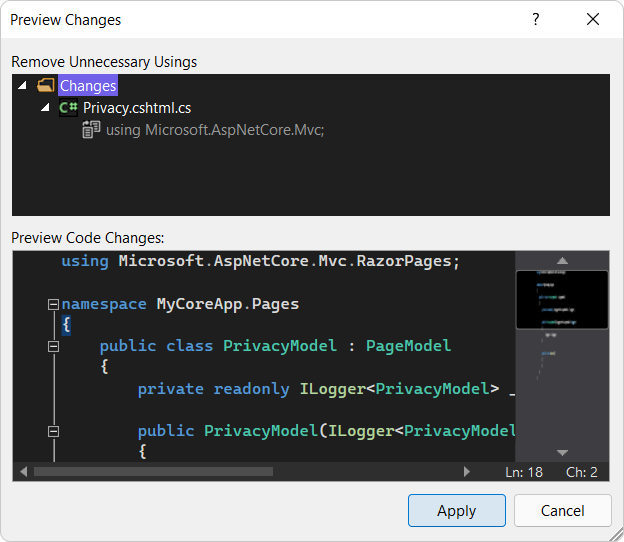 Preview Changes
?
Remove Unnecessary Usings
Changes
C# Privacy.cshtml.cs
using Microsoft.AspNetCore.Mvc;
Preview Code Changes:
using Microsoft.AspNetCore.Mvc.RazorPages;
namespace MyCoreApp.Pages
{
public class PrivacyModel : PageModel
{
private readonly ILogger<PrivacyModel> _
public PrivacyModel(ILogger<PrivacyModel
{
Ln: 18 Ch: 2
Apply Cancel